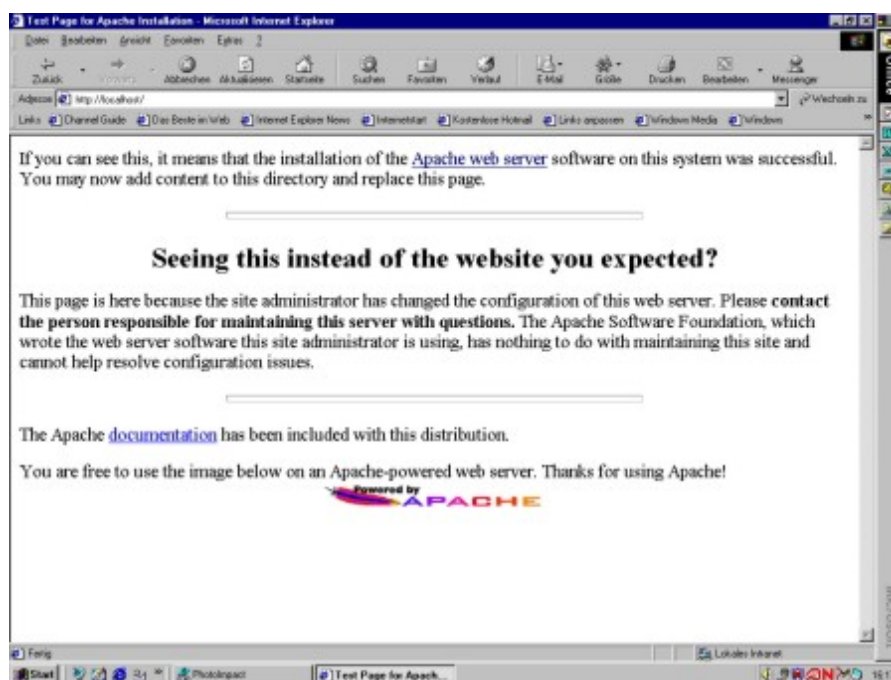 Test Page for Apache Installation - Microsoft Internet Explorer
Datei Bearbeiten Ansicht Favoriten Extras ?
Zurück Vorwärts Abbrechen Aktualisieren Startseite Suchen Favoriten Verlauf E-Mail Größe Drucken Bearbeiten Messenger
Adresse http://localhost/ Wechseln zu
Links Channel Guide Das Beste im Web Internet Explorer News Internetstart Kostenlose Hotmail Links anpassen Windows Media Windows
Office
If you can see this, it means that the installation of the Apache web server software on this system was successful.
You may now add content to this directory and replace this page.
Seeing this instead of the website you expected?
This page is here because the site administrator has changed the configuration of this web server. Please contact
the person responsible for maintaining this server with questions. The Apache Software Foundation, which
wrote the web server software this site administrator is using, has nothing to do with maintaining this site and
cannot help resolve configuration issues.
The Apache documentation has been included with this distribution.
You are free to use the image below on an Apache-powered web server. Thanks for using Apache!
Powered by
APACHE
Fertig Lokales Intranet
Start PhotoImpact Test Page for Apach...